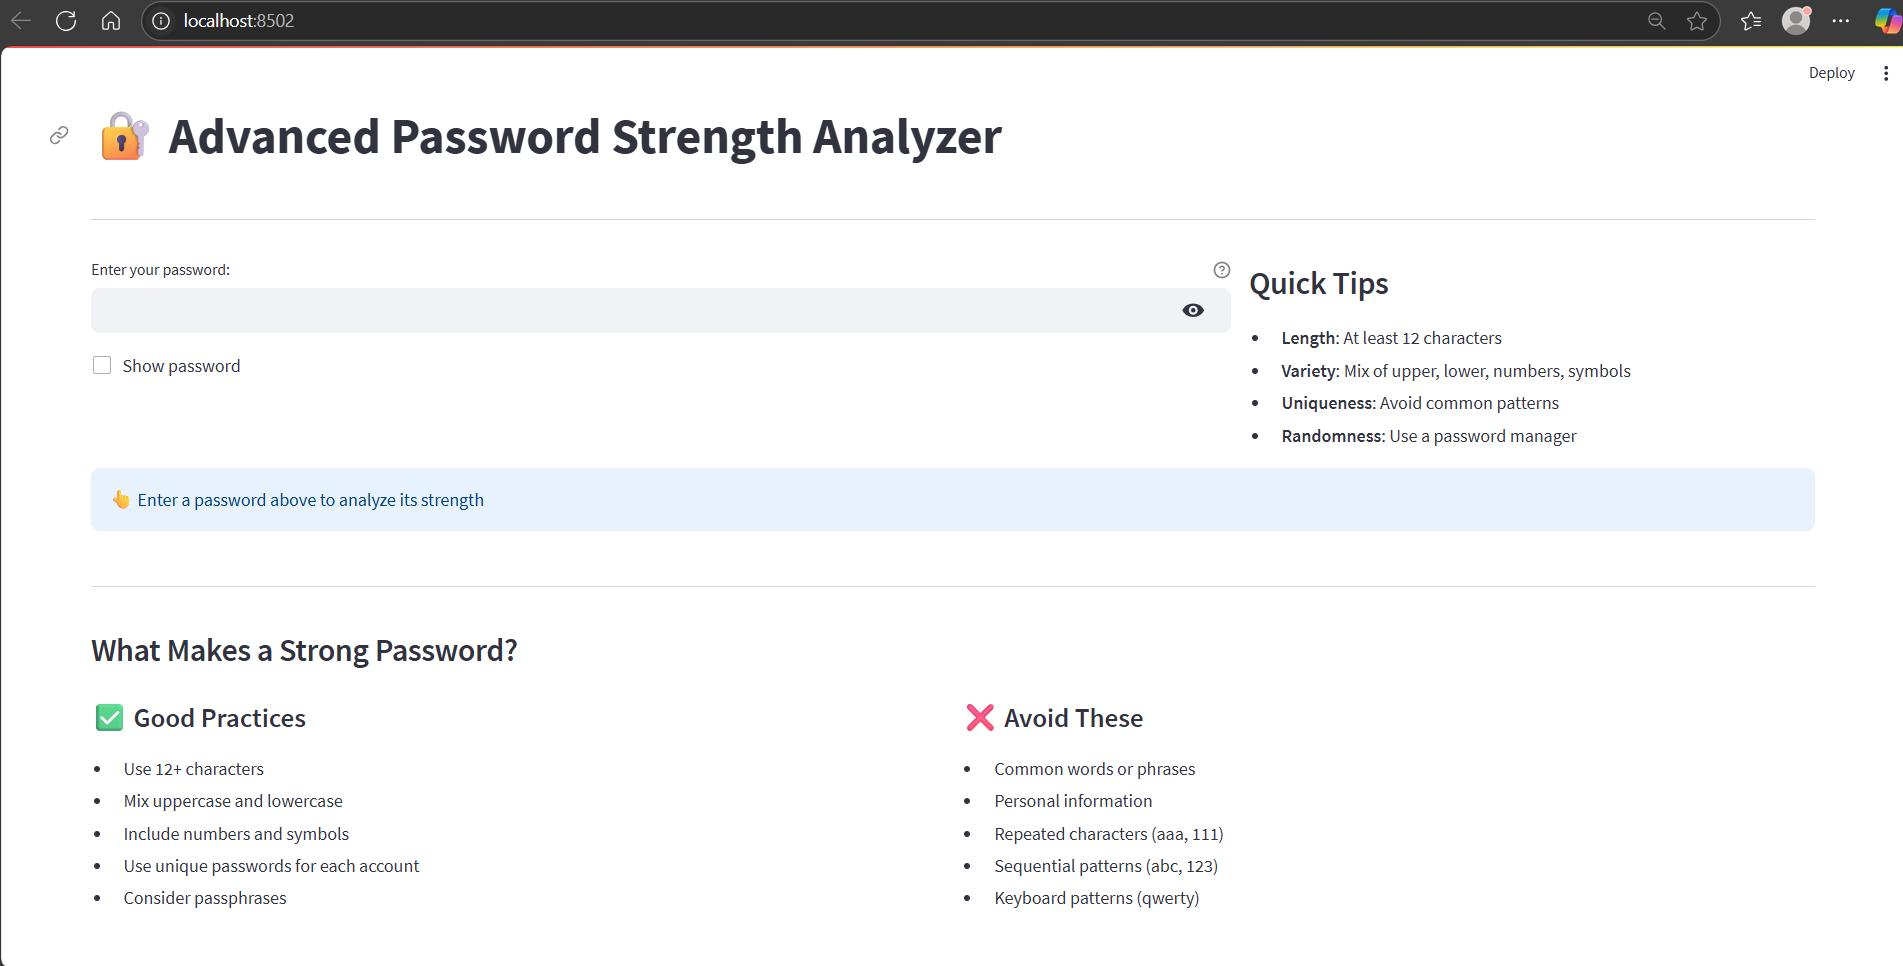 localhost:8502
Deploy
Advanced Password Strength Analyzer
Enter your password:
Show password
Quick Tips
Length: At least 12 characters
Variety: Mix of upper, lower, numbers, symbols
Uniqueness: Avoid common patterns
Randomness: Use a password manager
Enter a password above to analyze its strength
What Makes a Strong Password?
Good Practices
Use 12+ characters
Mix uppercase and lowercase
Include numbers and symbols
Use unique passwords for each account
Consider passphrases
Avoid These
Common words or phrases
Personal information
Repeated characters (aaa, 111)
Sequential patterns (abc, 123)
Keyboard patterns (qwerty)